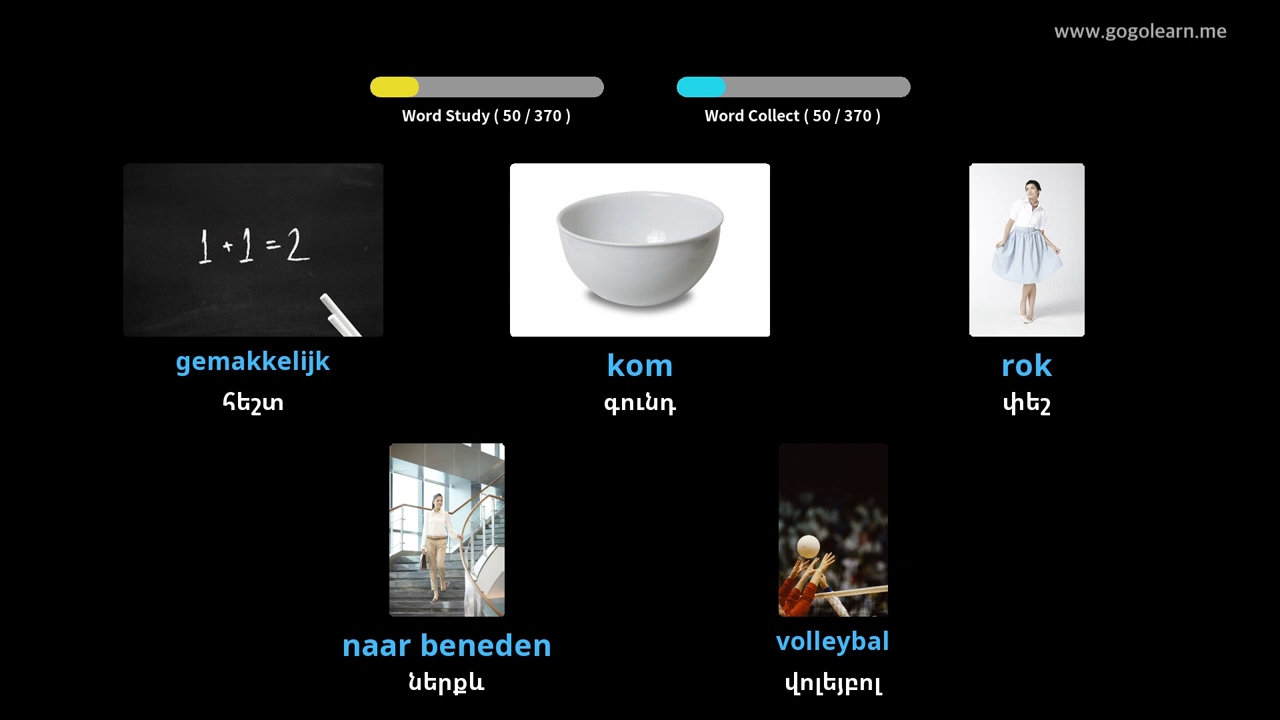 www.gogolearn.me
Word Study ( 50 / 370 )
Word Collect ( 50 / 370 )
1 + 1 = 2
gemakkelijk
հեշտ
kom
գունդ
rok
փեշ
naar beneden
ներքև
volleybal
վոլեյբոլ